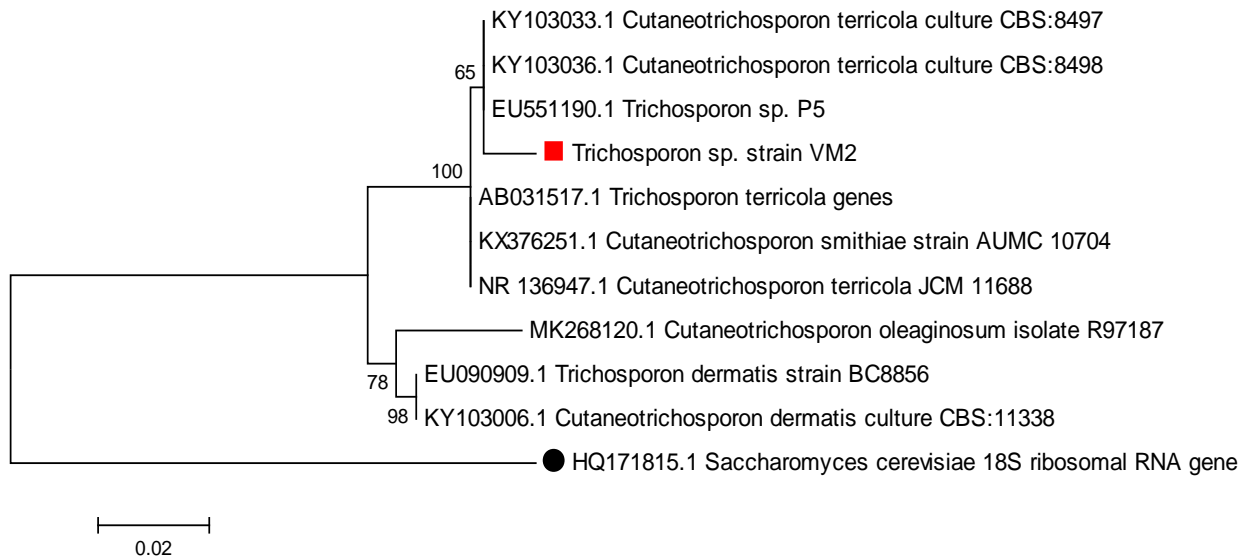 KY103033.1 Cutaneotrichosporon terricola culture CBS:8497
KY103036.1 Cutaneotrichosporon terricola culture CBS:8498
65
EU551190.1 Trichosporon sp. P5
Trichosporon sp. strain VM2
100
AB031517.1 Trichosporon terricola genes
KX376251.1 Cutaneotrichosporon smithiae strain AUMC 10704
NR 136947.1 Cutaneotrichosporon terricola JCM 11688
MK268120.1 Cutaneotrichosporon oleaginosum isolate R97187
EU090909.1 Trichosporon dermatis strain BC8856
78
KY103006.1 Cutaneotrichosporon dermatis culture CBS:11338
98
HQ171815.1 Saccharomyces cerevisiae 18S ribosomal RNA gene
0.02